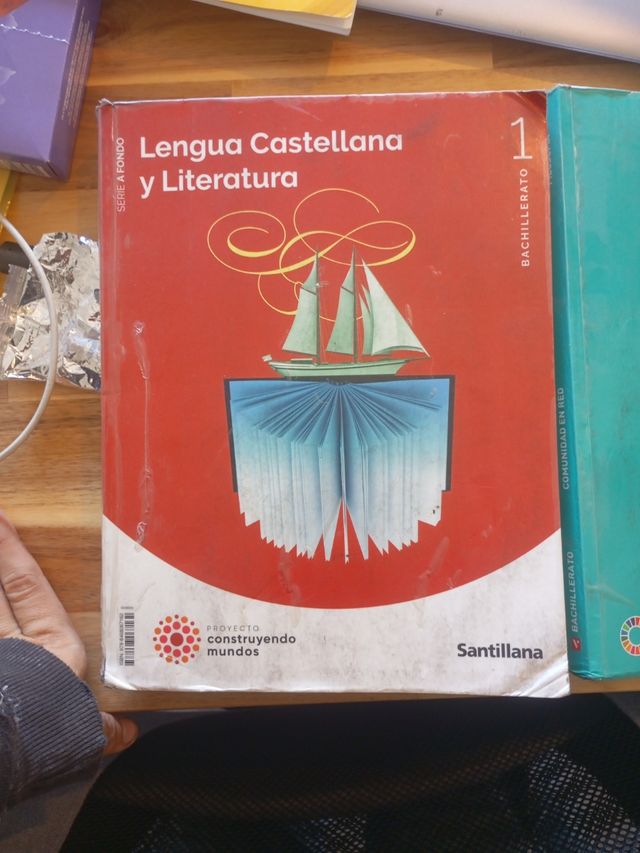 Lengua Castellana
y Literatura
SERIE A FONDO
1
BACHILLERATO
PROYECTO
construyendo
mundos
Santillana
COMUNIDAD EN RED
BACHILLERATO